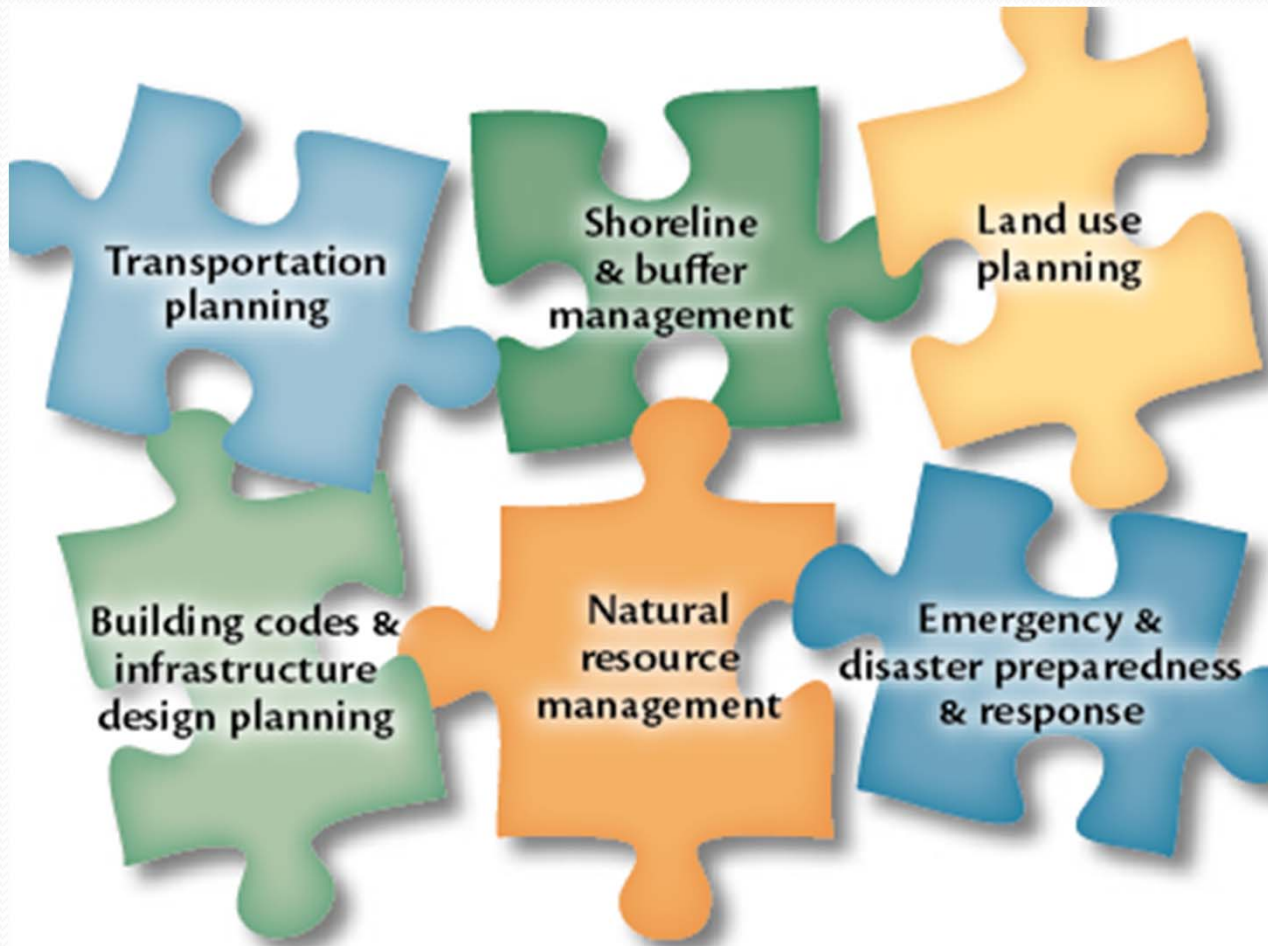 Transportation
planning
Shoreline
& buffer
management
Land use
planning
Building codes &
infrastructure
design planning
Natural
resource
management
Emergency &
disaster preparedness
& response